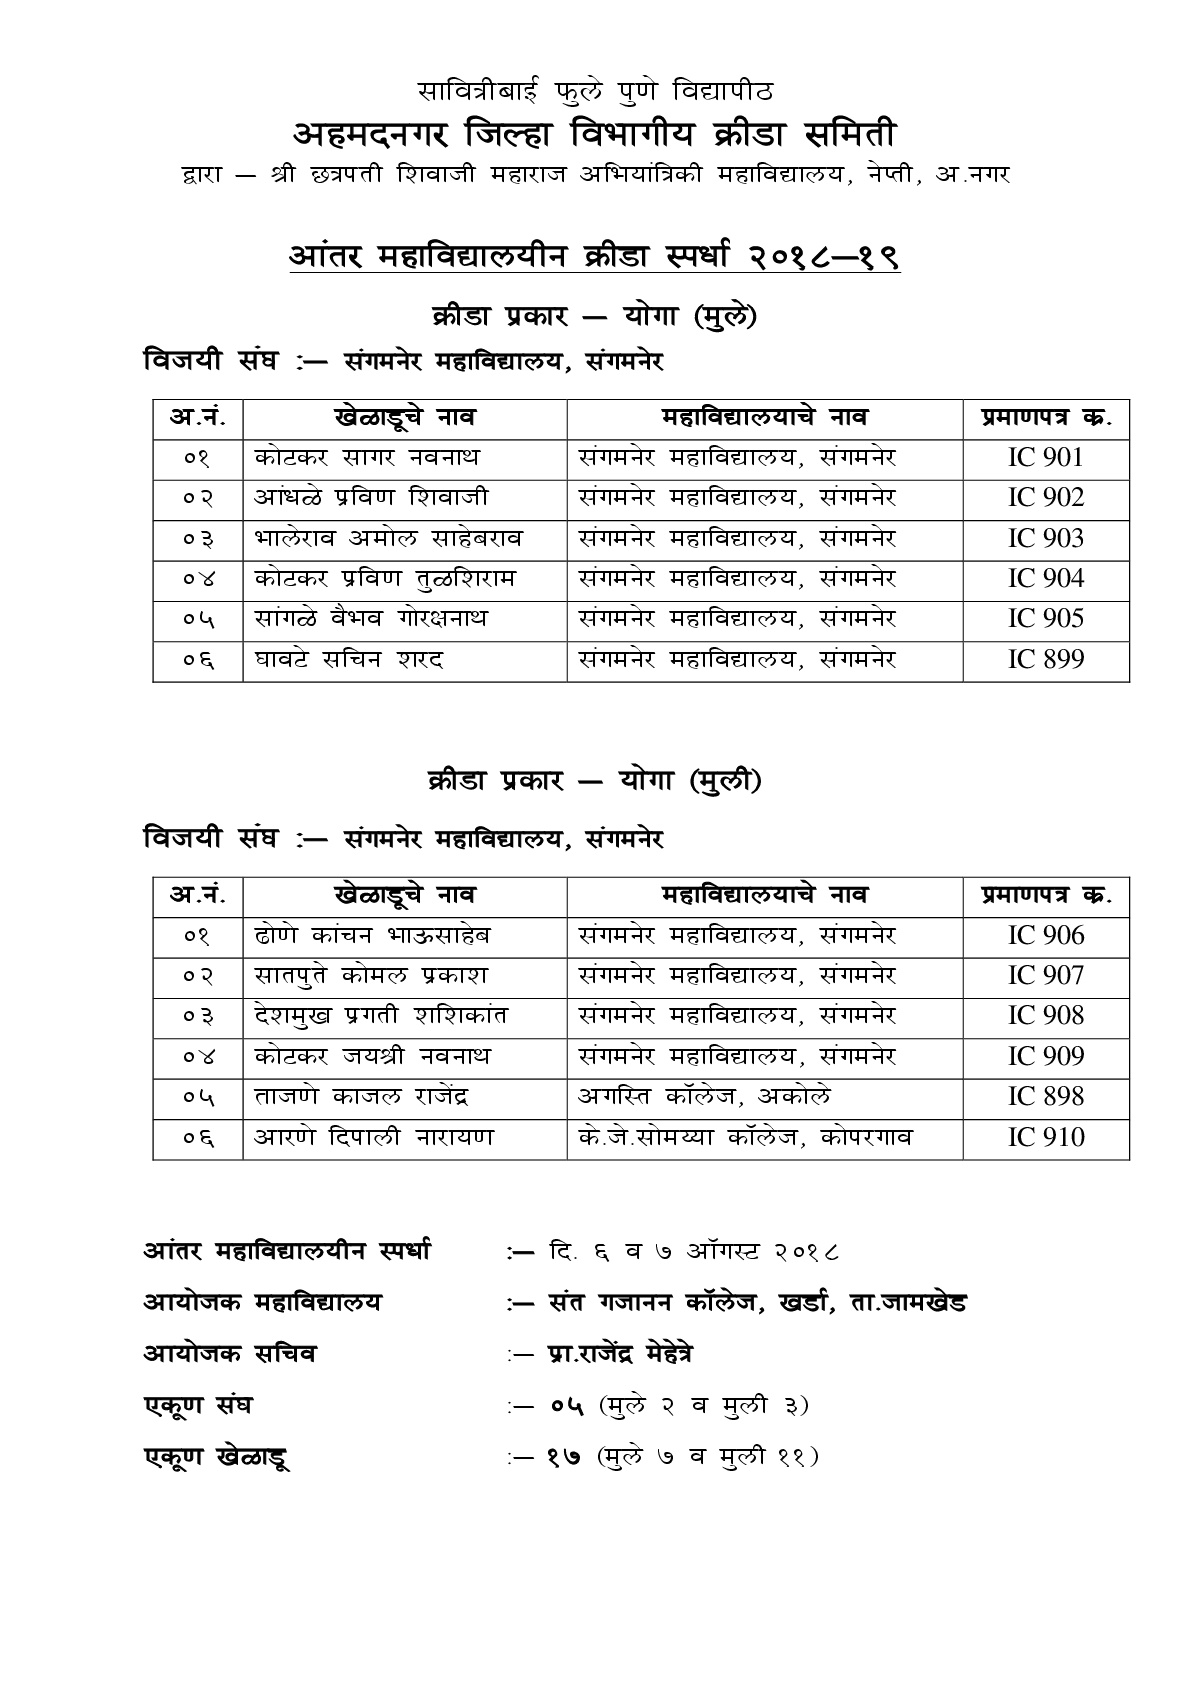 सावित्रीबाई फुले पुणे विद्यापीठ
अहमदनगर जिल्हा विभागीय क्रीडा समिती
द्वारा — श्री छत्रपती शिवाजी महाराज अभियांत्रिकी महाविद्यालय, नेप्ती, अ.नगर
आंतर महाविद्यालयीन क्रीडा स्पर्धा २०१८—१९
क्रीडा प्रकार — योगा (मुले)
विजयी संघ :— संगमनेर महाविद्यालय, संगमनेर
अ.नं. खेळाडूचे नाव महाविद्यालयाचे नाव प्रमाणपत्र क्र.
०१ कोटकर सागर नवनाथ संगमनेर महाविद्यालय, संगमनेर IC 901
०२ आंधळे प्रविण शिवाजी संगमनेर महाविद्यालय, संगमनेर IC 902
०३ भालेराव अमोल साहेबराव संगमनेर महाविद्यालय, संगमनेर IC 903
०४ कोटकर प्रविण तुळशिराम संगमनेर महाविद्यालय, संगमनेर IC 904
०५ सांगळे वैभव गोरक्षनाथ संगमनेर महाविद्यालय, संगमनेर IC 905
०६ घावटे सचिन शरद संगमनेर महाविद्यालय, संगमनेर IC 899
क्रीडा प्रकार — योगा (मुली)
विजयी संघ :— संगमनेर महाविद्यालय, संगमनेर
अ.नं. खेळाडूचे नाव महाविद्यालयाचे नाव प्रमाणपत्र क्र.
०१ ढोणे कांचन भाऊसाहेब संगमनेर महाविद्यालय, संगमनेर IC 906
०२ सातपुते कोमल प्रकाश संगमनेर महाविद्यालय, संगमनेर IC 907
०३ देशमुख प्रगती शशिकांत संगमनेर महाविद्यालय, संगमनेर IC 908
०४ कोटकर जयश्री नवनाथ संगमनेर महाविद्यालय, संगमनेर IC 909
०५ ताजणे काजल राजेंद्र अगस्ति कॉलेज, अकोले IC 898
०६ आरणे दिपाली नारायण के.जे.सोमय्या कॉलेज, कोपरगाव IC 910
आंतर महाविद्यालयीन स्पर्धा :— दि. ६ व ७ ऑगस्ट २०१८
आयोजक महाविद्यालय :— संत गजानन कॉलेज, खर्डा, ता.जामखेड
आयोजक सचिव :— प्रा.राजेंद्र मेहेत्रे
एकूण संघ :— ०५ (मुले २ व मुली ३)
एकूण खेळाडू :— १७ (मुले ७ व मुली ११)